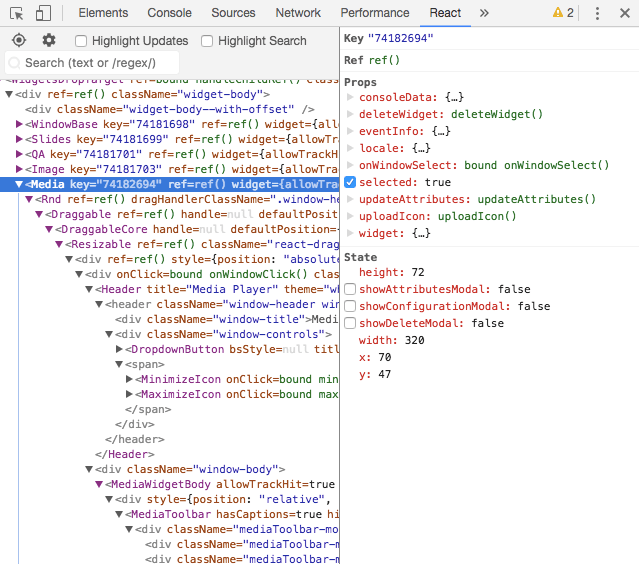 Elements Console Sources Network Performance React » 2
Highlight Updates Highlight Search
Search (text or /regex/)
<div ref=ref() className="widget-body">
<div className="widget-body--with-offset" />
<WindowBase key="74181698" ref=ref() widget={allo
<Slides key="74181699" ref=ref() widget={allowTra
<QA key="74181701" ref=ref() widget={allowTrackH
<Image key="74181703" ref=ref() widget={allowTra
<Media key="74182694" ref=ref() widget={allowTra
<Rnd ref=ref() dragHandlerClassName=".window-he
<Draggable ref=ref() handle=null defaultPosit
<DraggableCore handle=null defaultPosition={
<Resizable ref=ref() className="react-drag
<div ref=ref() style={position: "absolute
<div onClick=bound onWindowClick() class
<Header title="Media Player" theme="wh
<header className="window-header win
<div className="window-title">Medi
<div className="window-controls">
<DropdownButton bsStyle=null titl
<span>
<MinimizeIcon onClick=bound min
<MaximizeIcon onClick=bound max
</span>
</div>
</header>
</Header>
<div className="window-body">
<MediaWidgetBody allowTrackHit=true
<div style={position: "relative",
<MediaToolbar hasCaptions=true hi
<div className="mediaToolbar-mo
<div className="mediaToolbar-m
<div className="mediaToolbar-m
Key "74182694"
Ref ref()
Props
consoleData: {…}
deleteWidget: deleteWidget()
eventInfo: {…}
locale: {…}
onWindowSelect: bound onWindowSelect()
selected: true
updateAttributes: updateAttributes()
uploadIcon: uploadIcon()
widget: {…}
State
height: 72
showAttributesModal: false
showConfigurationModal: false
showDeleteModal: false
width: 320
x: 70
y: 47